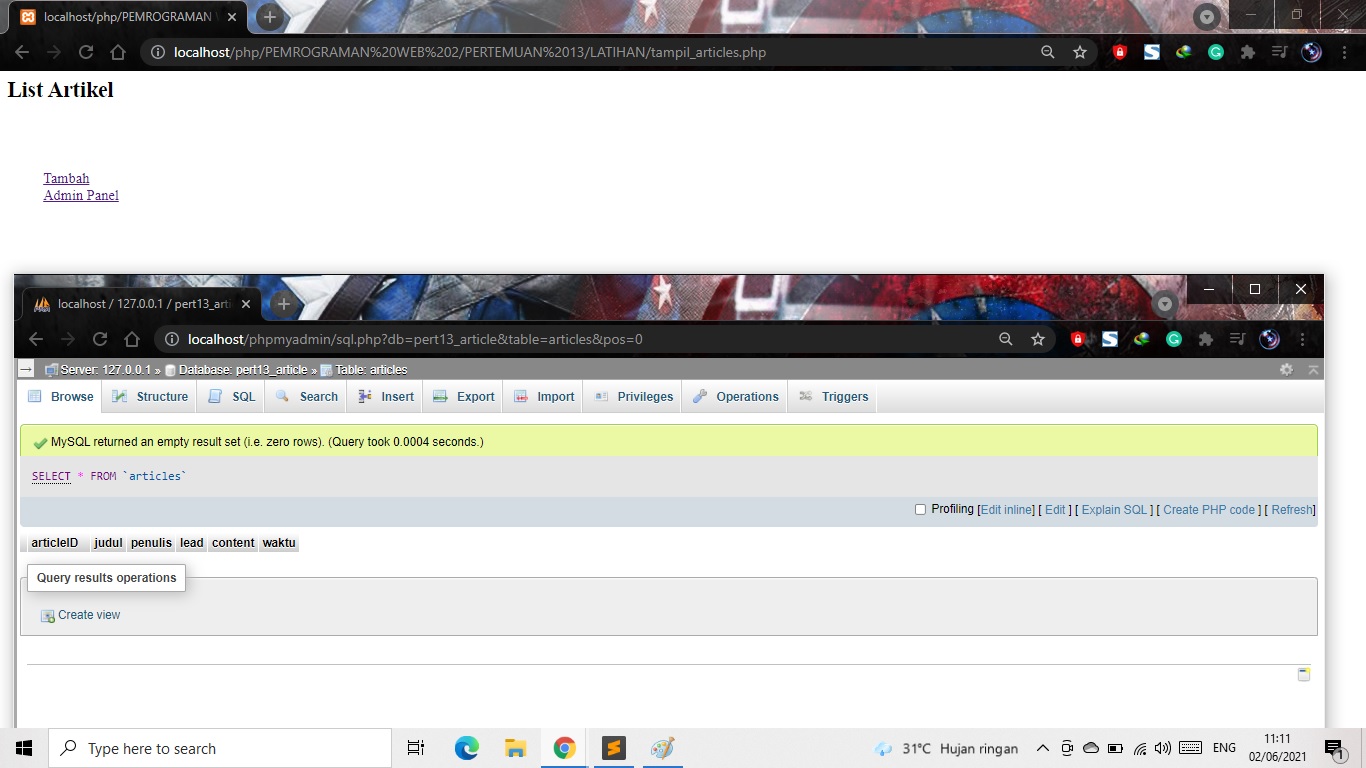 localhost/php/PEMROGRAMAN
localhost/php/PEMROGRAMAN%20WEB%202/PERTEMUAN%2013/LATIHAN/tampil_articles.php
List Artikel
Tambah
Admin Panel
localhost / 127.0.0.1 / pert13_arti
localhost/phpmyadmin/sql.php?db=pert13_article&table=articles&pos=0
Server: 127.0.0.1 » Database: pert13_article » Table: articles
Browse Structure SQL Search Insert Export Import Privileges Operations Triggers
MySQL returned an empty result set (i.e. zero rows). (Query took 0.0004 seconds.)
SELECT * FROM `articles`
Profiling [Edit inline] [ Edit ] [ Explain SQL ] [ Create PHP code ] [ Refresh]
articleID judul penulis lead content waktu
Query results operations
Create view
Type here to search
31°C Hujan ringan
ENG
11:11
02/06/2021
1